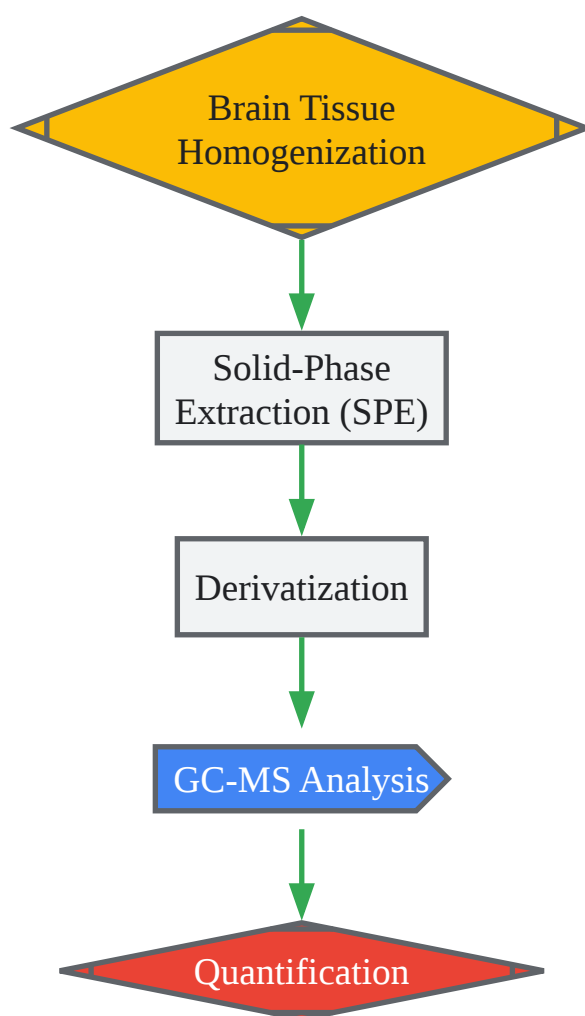 Brain Tissue
Homogenization
Solid-Phase
Extraction (SPE)
Derivatization
GC-MS Analysis
Quantification